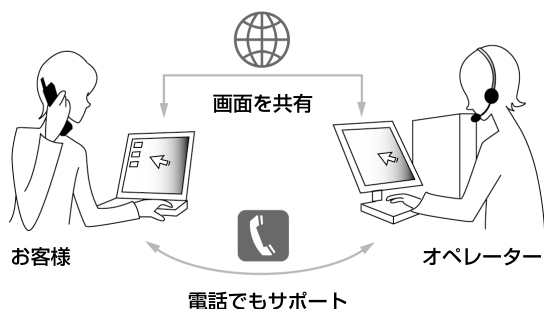 画面を共有
お客様
オペレーター
電話でもサポート